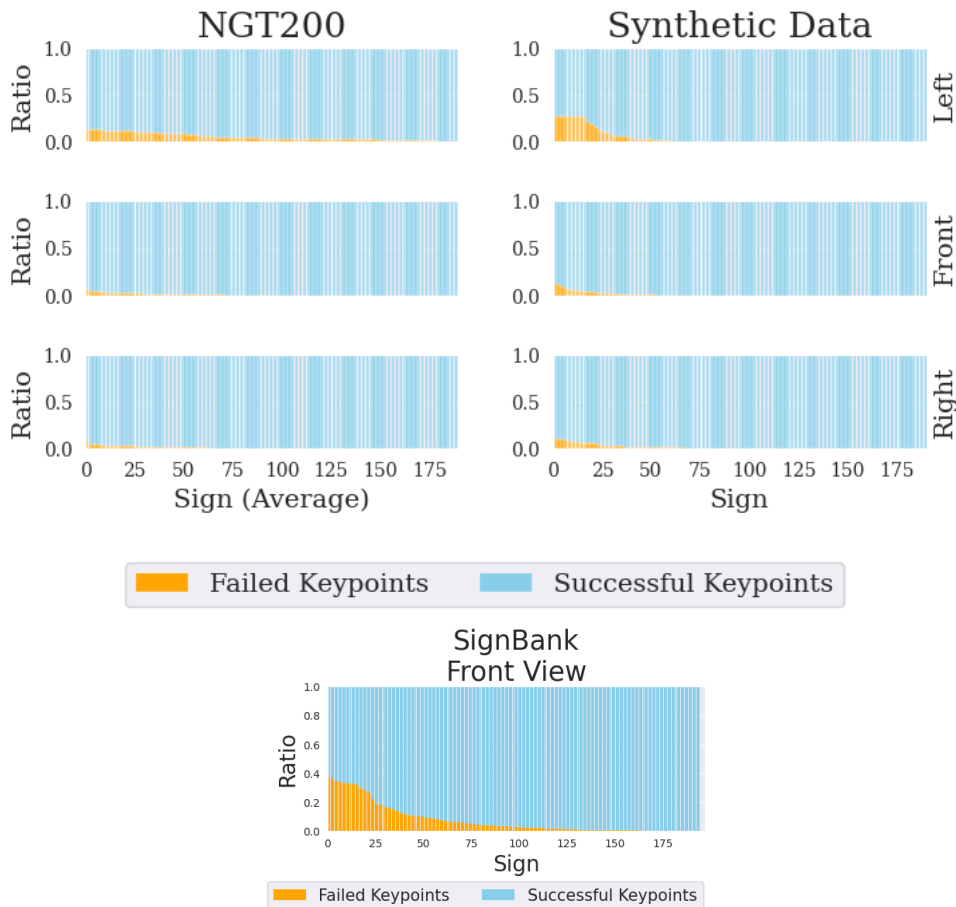 NGT200 Synthetic Data
1.0 1.0
Ratio 0.5 0.5 Left
0.0 0.0
1.0 1.0
Ratio 0.5 0.5 Front
0.0 0.0
1.0 1.0
Ratio 0.5 0.5 Right
0.0 0.0
0 25 50 75 100 125 150 175 0 25 50 75 100 125 150 175
Sign (Average) Sign
Failed Keypoints Successful Keypoints
SignBank
Front View
1.0
0.8
0.6
Ratio
0.4
0.2
0.0
0 25 50 75 100 125 150 175
Sign
Failed Keypoints Successful Keypoints